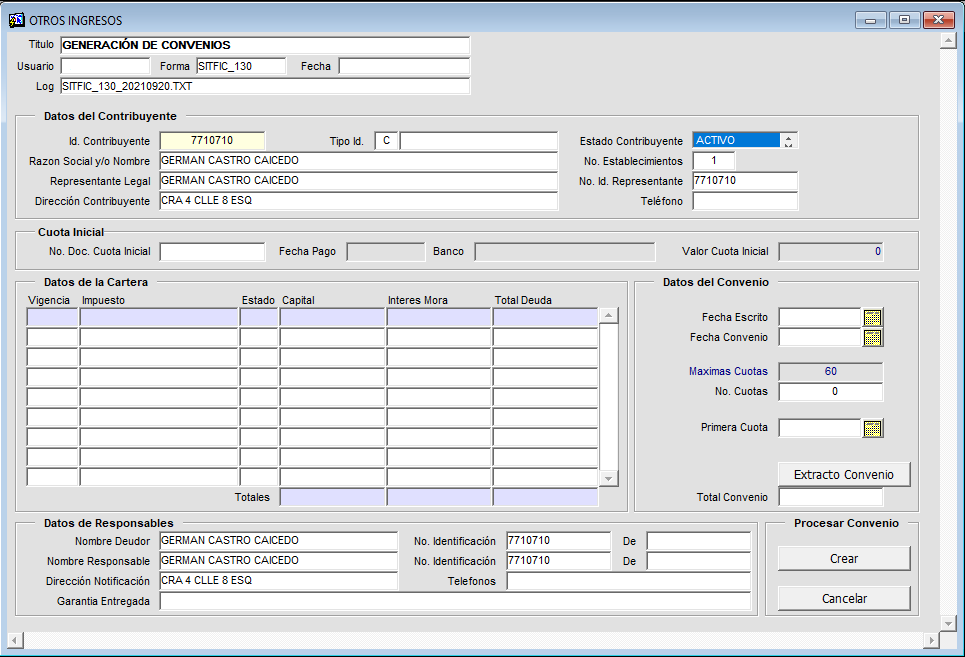 OTROS INGRESOS
Titulo GENERACIÓN DE CONVENIOS
Usuario Forma SITFIC_130 Fecha
Log SITFIC_130_20210920.TXT
Datos del Contribuyente
Id. Contribuyente 7710710 Tipo Id. C Estado Contribuyente ACTIVO
Razon Social y/o Nombre GERMAN CASTRO CAICEDO No. Establecimientos 1
Representante Legal GERMAN CASTRO CAICEDO No. Id. Representante 7710710
Dirección Contribuyente CRA 4 CLLE 8 ESQ Teléfono
Cuota Inicial
No. Doc. Cuota Inicial Fecha Pago Banco Valor Cuota Inicial 0
Datos de la Cartera
Vigencia Impuesto Estado Capital Interes Mora Total Deuda
Totales
Datos del Convenio
Fecha Escrito
Fecha Convenio
Maximas Cuotas 60
No. Cuotas 0
Primera Cuota
Extracto Convenio
Total Convenio
Datos de Responsables
Nombre Deudor GERMAN CASTRO CAICEDO No. Identificación 7710710 De
Nombre Responsable GERMAN CASTRO CAICEDO No. Identificación 7710710 De
Dirección Notificación CRA 4 CLLE 8 ESQ Telefonos
Garantia Entregada
Procesar Convenio
Crear
Cancelar